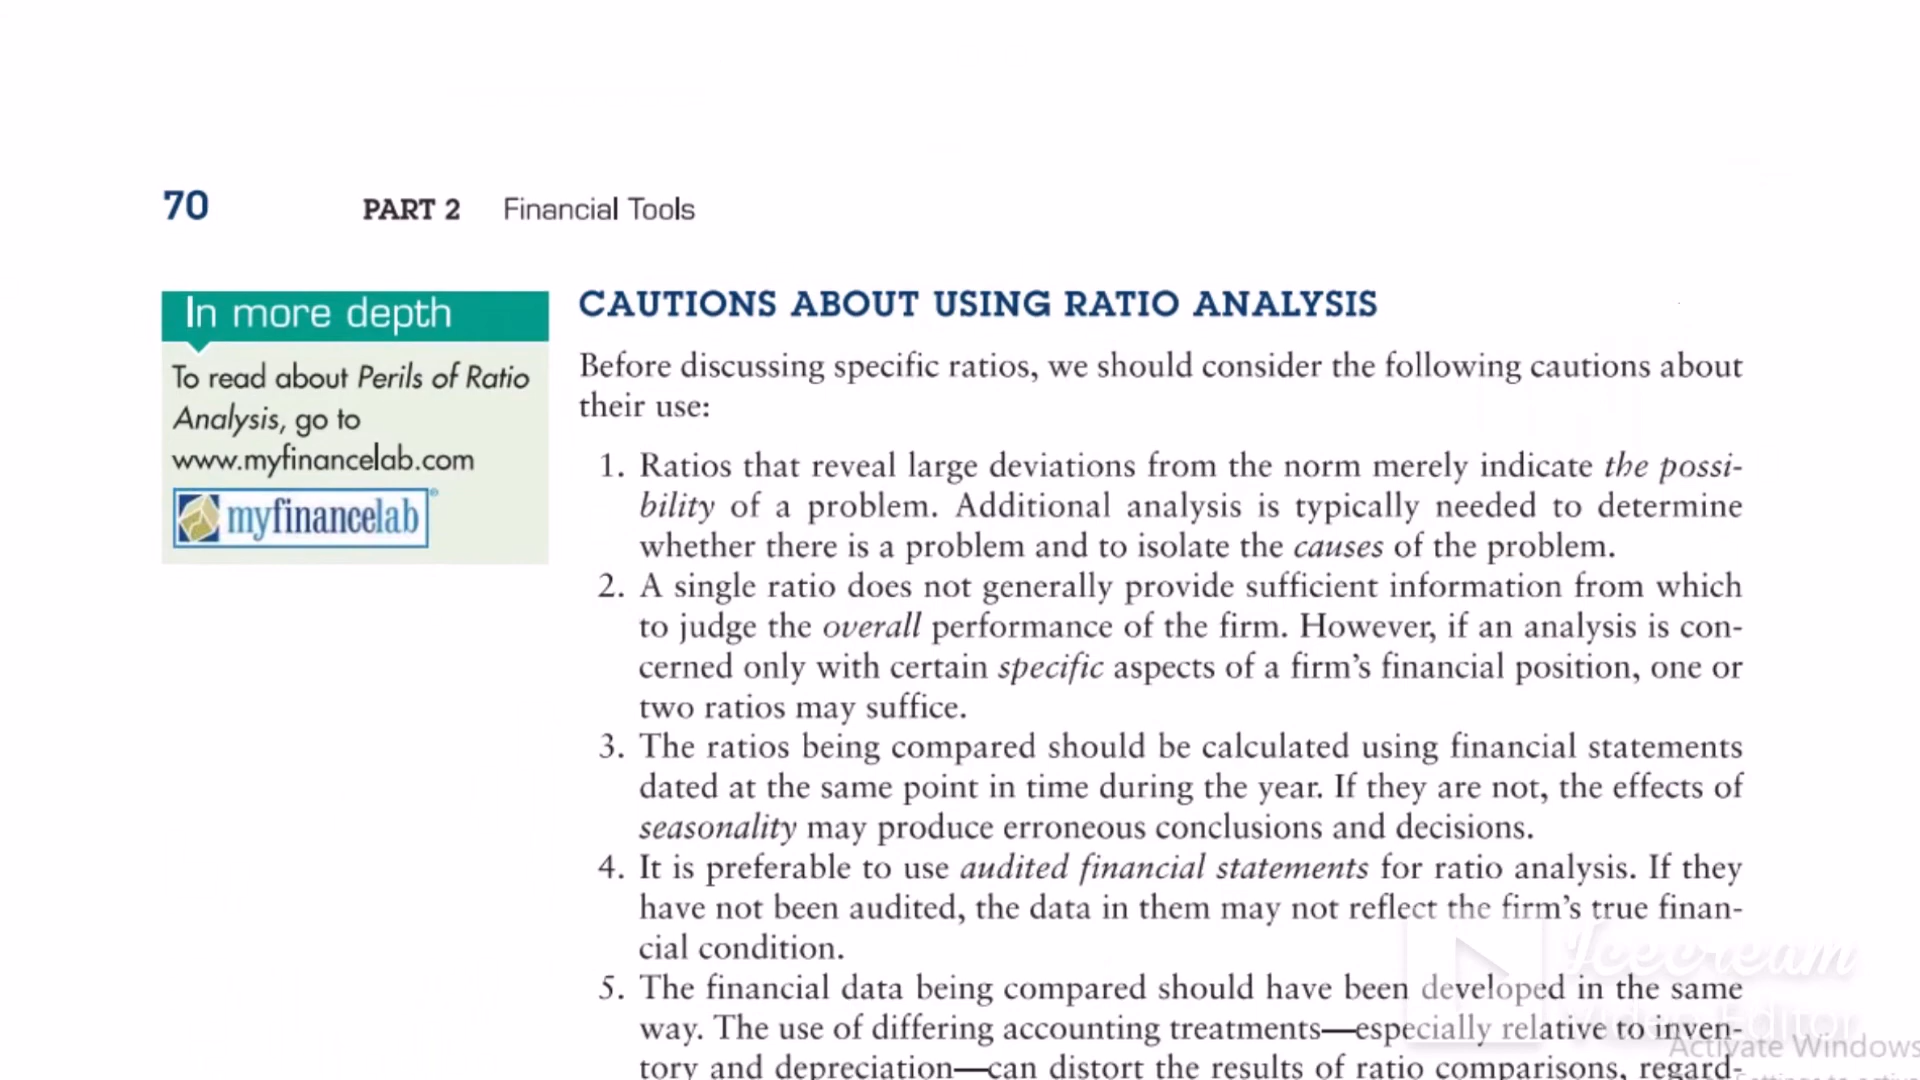 70 PART 2 Financial Tools
In more depth
To read about Perils of Ratio
Analysis, go to
www.myfinancelab.com
myfinancelab®
CAUTIONS ABOUT USING RATIO ANALYSIS
Before discussing specific ratios, we should consider the following cautions about
their use:
1. Ratios that reveal large deviations from the norm merely indicate the possi-
bility of a problem. Additional analysis is typically needed to determine
whether there is a problem and to isolate the causes of the problem.
2. A single ratio does not generally provide sufficient information from which
to judge the overall performance of the firm. However, if an analysis is con-
cerned only with certain specific aspects of a firm's financial position, one or
two ratios may suffice.
3. The ratios being compared should be calculated using financial statements
dated at the same point in time during the year. If they are not, the effects of
seasonality may produce erroneous conclusions and decisions.
4. It is preferable to use audited financial statements for ratio analysis. If they
have not been audited, the data in them may not reflect the firm's true finan-
cial condition.
5. The financial data being compared should have been developed in the same
way. The use of differing accounting treatments—especially relative to inven-
tory and depreciation—can distort the results of ratio comparisons, regard-
Icecream
Video Editor
Activate Windows